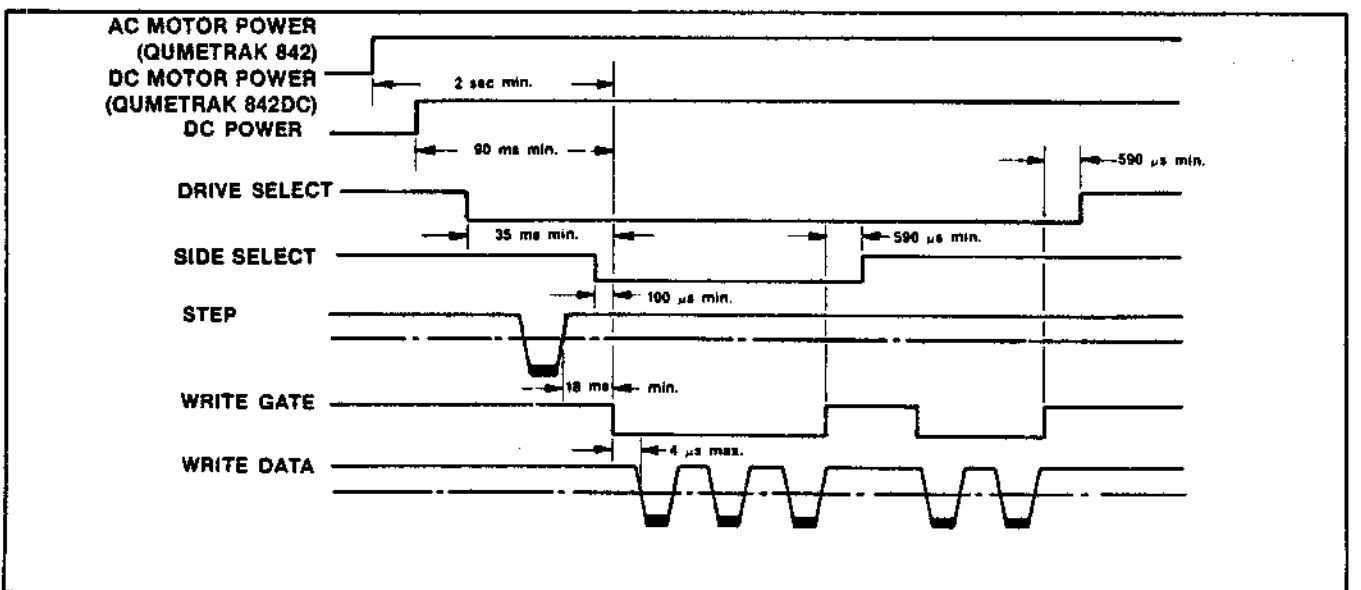 AC MOTOR POWER
(QUMETRAK 842)
DC MOTOR POWER
(QUMETRAK 842DC)
2 sec min.
DC POWER
90 ms min.
590 μs min.
DRIVE SELECT
35 ms min.
590 μs min.
SIDE SELECT
100 μs min.
STEP
18 ms min.
WRITE GATE
4 μs max.
WRITE DATA